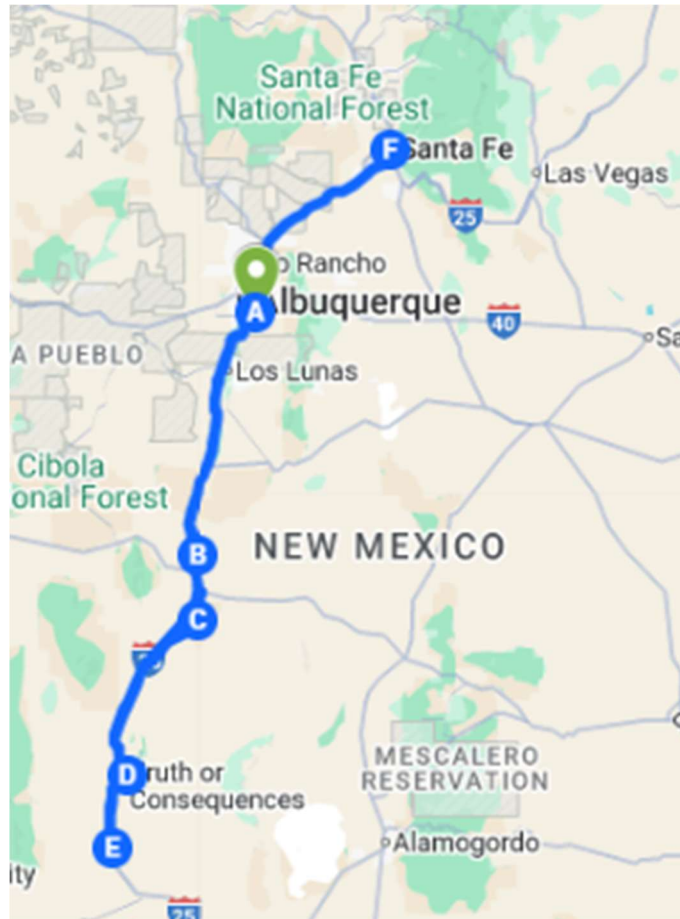 Santa Fe
National Forest
F
Santa Fe
Las Vegas
25
o Rancho
A
Albuquerque
40
Sa
A PUEBLO
Los Lunas
Cibola
onal Forest
B
NEW MEXICO
C
D
ruth or
Consequences
MESCALERO
RESERVATION
E
Alamogordo
ity
25